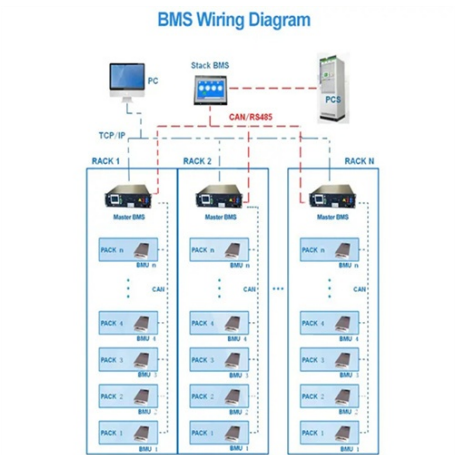 BMS Wiring Diagram
PC
Stack BMS
PCS
CAN/RS485
TCP/IP
RACK 1
RACK 2
RACK N
Master BMS
Master BMS
Master BMS
PACK n
BMU n
PACK n
BMU n
PACK n
BMU n
CAN
CAN
CAN
PACK 4
BMU 4
PACK 4
BMU 4
PACK 4
BMU 4
PACK 3
BMU 3
PACK 3
BMU 3
PACK 3
BMU 3
PACK 2
BMU 2
PACK 2
BMU 2
PACK 2
BMU 2
PACK 1
BMU 1
PACK 1
BMU 1
PACK 1
BMU 1